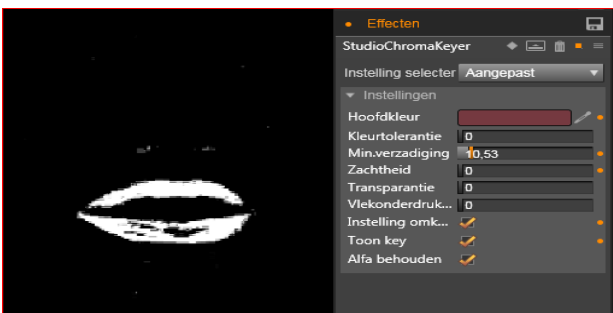 Effecten
StudioChromaKeyer
Instelling selecter Aangepast
Instellingen
Hoofdkleur
Kleurtolerantie 0
Min.verzadiging 10,53
Zachtheid 0
Transparantie 0
Vlekonderdruk... 0
Instelling omk...
Toon key
Alfa behouden